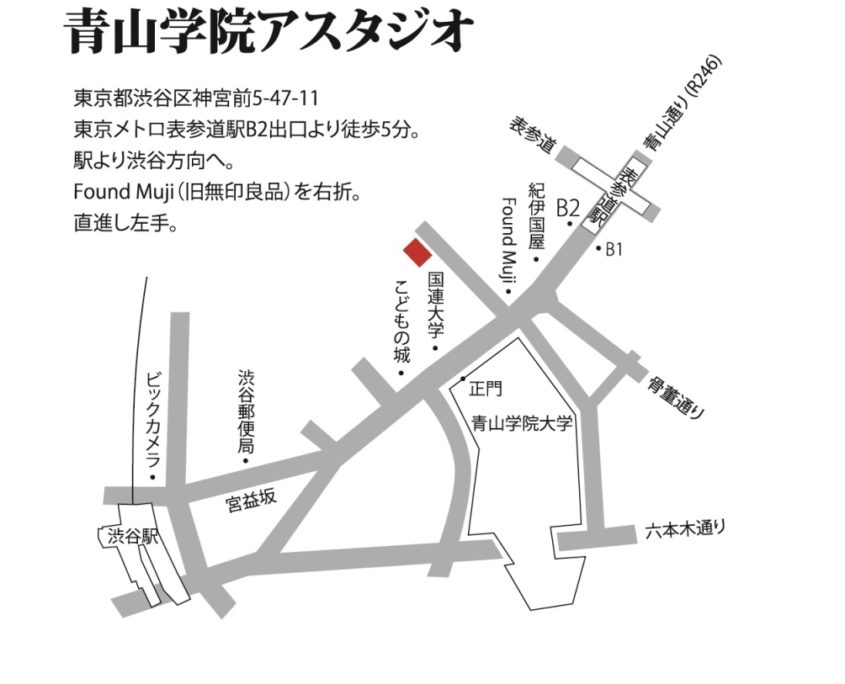 青山学院アスタジオ
東京都渋谷区神宮前5-47-11
東京メトロ表参道駅B2出口より徒歩5分。
駅より渋谷方向へ。
Found Muji（旧無印良品）を右折。
直進し左手。
青山通り(R246)
表参道
表参道駅
B2
B1
紀伊国屋
Found Muji
国連大学
こどもの城
正門
青山学院大学
骨董通り
六本木通り
渋谷郵便局
ビックカメラ
宮益坂
渋谷駅